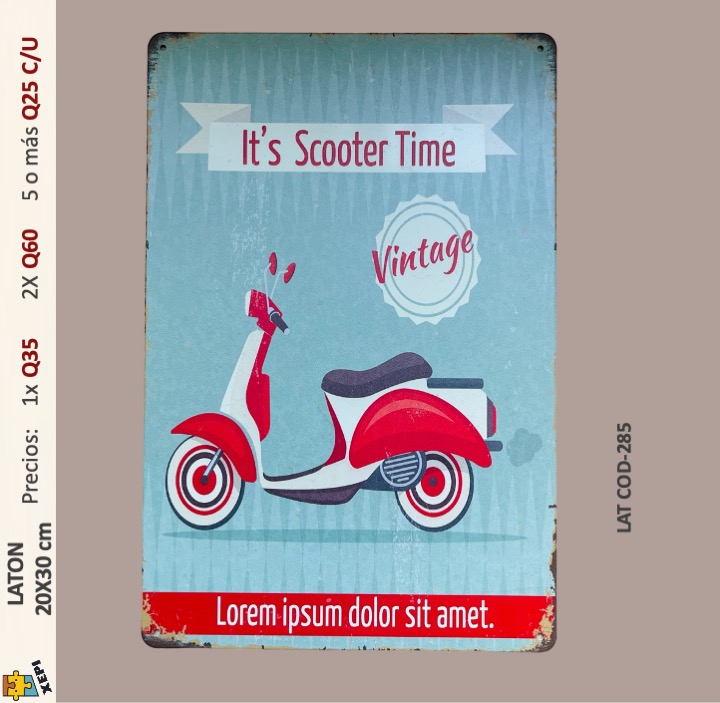 It's Scooter Time
Vintage
Lorem ipsum dolor sit amet.
LATON
20X30 cm
Precios: 1x Q35 2X Q60 5 o más Q25 C/U
XEPI
LAT COD-285